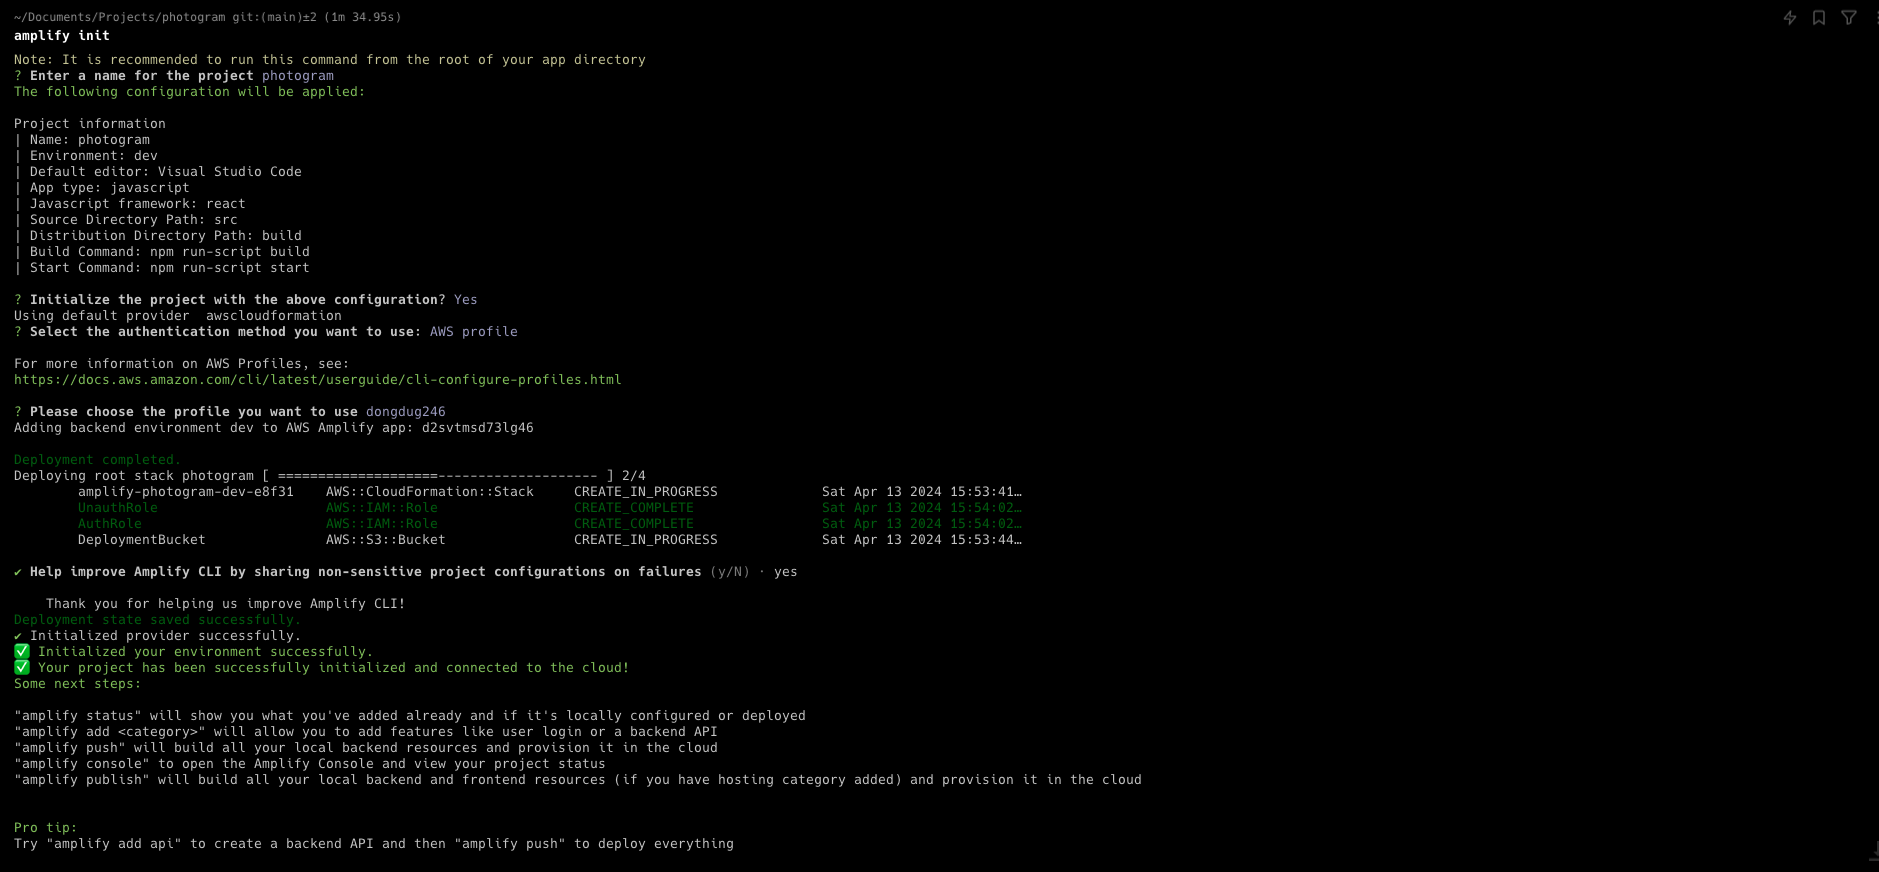 ~/Documents/Projects/photogram git:(main)±2 (1m 34.95s)
amplify init
Note: It is recommended to run this command from the root of your app directory
? Enter a name for the project photogram
The following configuration will be applied:
Project information
| Name: photogram
| Environment: dev
| Default editor: Visual Studio Code
| App type: javascript
| Javascript framework: react
| Source Directory Path: src
| Distribution Directory Path: build
| Build Command: npm run-script build
| Start Command: npm run-script start
? Initialize the project with the above configuration? Yes
Using default provider  awscloudformation
? Select the authentication method you want to use: AWS profile
For more information on AWS Profiles, see:
https://docs.aws.amazon.com/cli/latest/userguide/cli-configure-profiles.html
? Please choose the profile you want to use dongdug246
Adding backend environment dev to AWS Amplify app: d2svtmsd73lg46
Deployment completed.
Deploying root stack photogram [ ====================-------------------- ] 2/4
amplify-photogram-dev-e8f31    AWS::CloudFormation::Stack     CREATE_IN_PROGRESS             Sat Apr 13 2024 15:53:41…
UnauthRole                     AWS::IAM::Role                 CREATE_COMPLETE                Sat Apr 13 2024 15:54:02…
AuthRole                       AWS::IAM::Role                 CREATE_COMPLETE                Sat Apr 13 2024 15:54:02…
DeploymentBucket               AWS::S3::Bucket                CREATE_IN_PROGRESS             Sat Apr 13 2024 15:53:44…
✔ Help improve Amplify CLI by sharing non-sensitive project configurations on failures (y/N) · yes
Thank you for helping us improve Amplify CLI!
Deployment state saved successfully.
✔ Initialized provider successfully.
✅ Initialized your environment successfully.
✅ Your project has been successfully initialized and connected to the cloud!
Some next steps:
"amplify status" will show you what you've added already and if it's locally configured or deployed
"amplify add <category>" will allow you to add features like user login or a backend API
"amplify push" will build all your local backend resources and provision it in the cloud
"amplify console" to open the Amplify Console and view your project status
"amplify publish" will build all your local backend and frontend resources (if you have hosting category added) and provision it in the cloud
Pro tip:
Try "amplify add api" to create a backend API and then "amplify push" to deploy everything